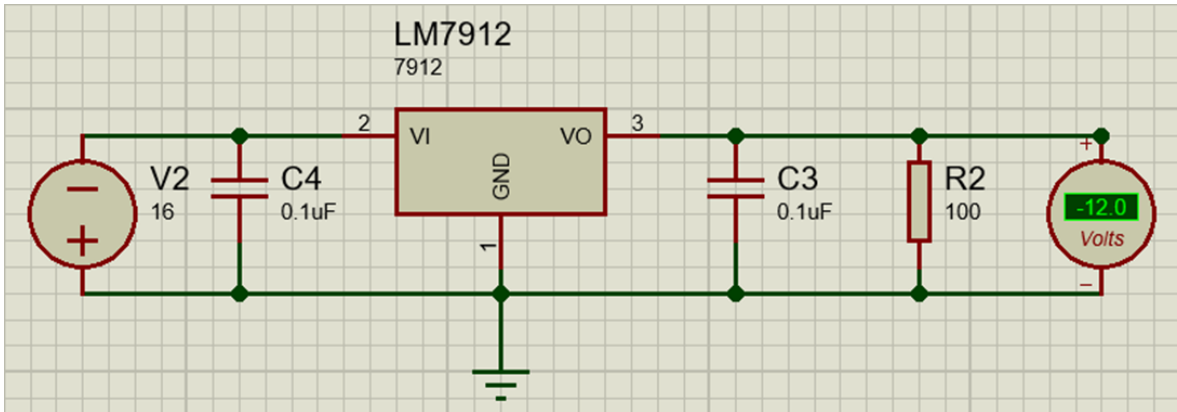 LM7912
7912
2
VI
VO
3
GND
1
V2
16
C4
0.1uF
C3
0.1uF
R2
100
+
-12.0
Volts
−
−
+